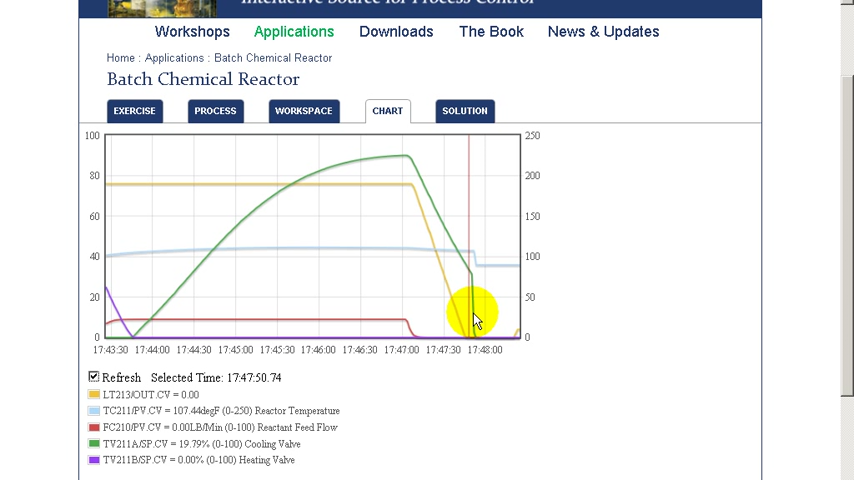 Interactive Source for Process Control
Workshops Applications Downloads The Book News & Updates
Home : Applications : Batch Chemical Reactor
Batch Chemical Reactor
EXERCISE PROCESS WORKSPACE CHART SOLUTION
100 250
80 200
60 150
40 100
20 50
0 0
17:43:30 17:44:00 17:44:30 17:45:00 17:45:30 17:46:00 17:46:30 17:47:00 17:47:30 17:48:00
Refresh Selected Time: 17:47:50.74
LT213/OUT.CV = 0.00
TC211/PV.CV = 107.44degF (0-250) Reactor Temperature
FC210/PV.CV = 0.00LB/Min (0-100) Reactant Feed Flow
TV211A/SP.CV = 19.79% (0-100) Cooling Valve
TV211B/SP.CV = 0.00% (0-100) Heating Valve